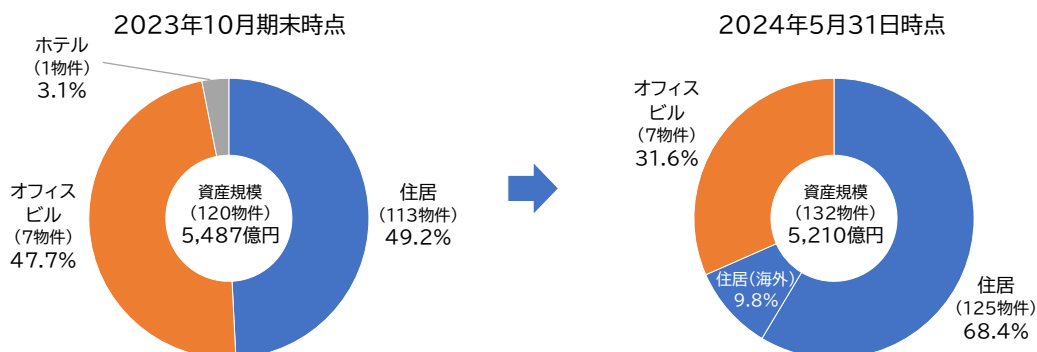 2023年10月期末時点
ホテル
（1物件）
3.1%
オフィス
ビル
（7物件）
47.7%
資産規模
（120物件）
5,487億円
住居
（113物件）
49.2%
2024年5月31日時点
オフィス
ビル
（7物件）
31.6%
資産規模
（132物件）
5,210億円
住居（海外）
9.8%
住居
（125物件）
68.4%